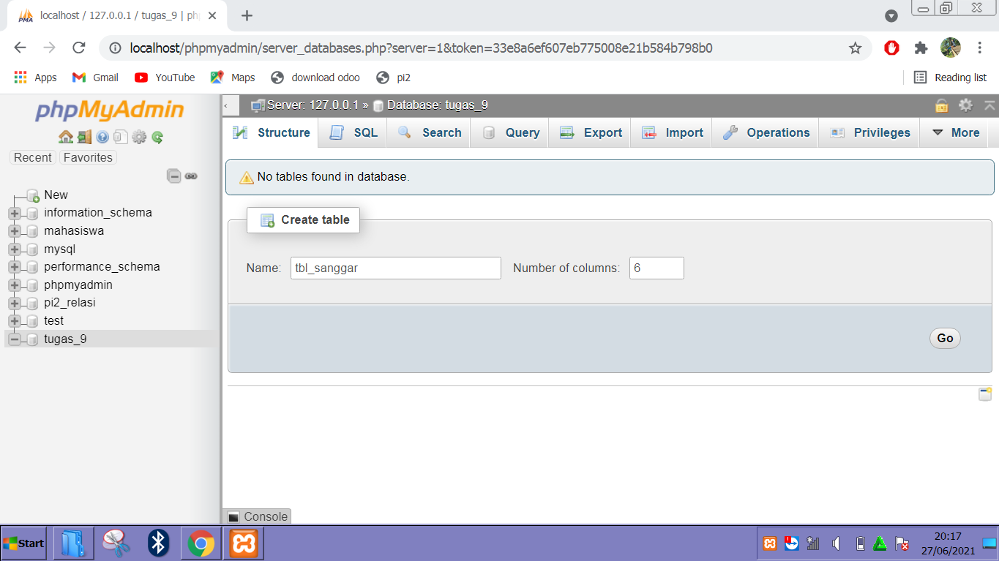 localhost / 127.0.0.1 / tugas_9 | ph
localhost/phpmyadmin/server_databases.php?server=1&token=33e8a6ef607eb775008e21b584b798b0
Apps Gmail YouTube Maps download odoo pi2 Reading list
phpMyAdmin
Recent Favorites
New
information_schema
mahasiswa
mysql
performance_schema
phpmyadmin
pi2_relasi
test
tugas_9
Server: 127.0.0.1 » Database: tugas_9
Structure SQL Search Query Export Import Operations Privileges More
No tables found in database.
Create table
Name: tbl_sanggar Number of columns: 6
Go
Console
Start
20:17
27/06/2021